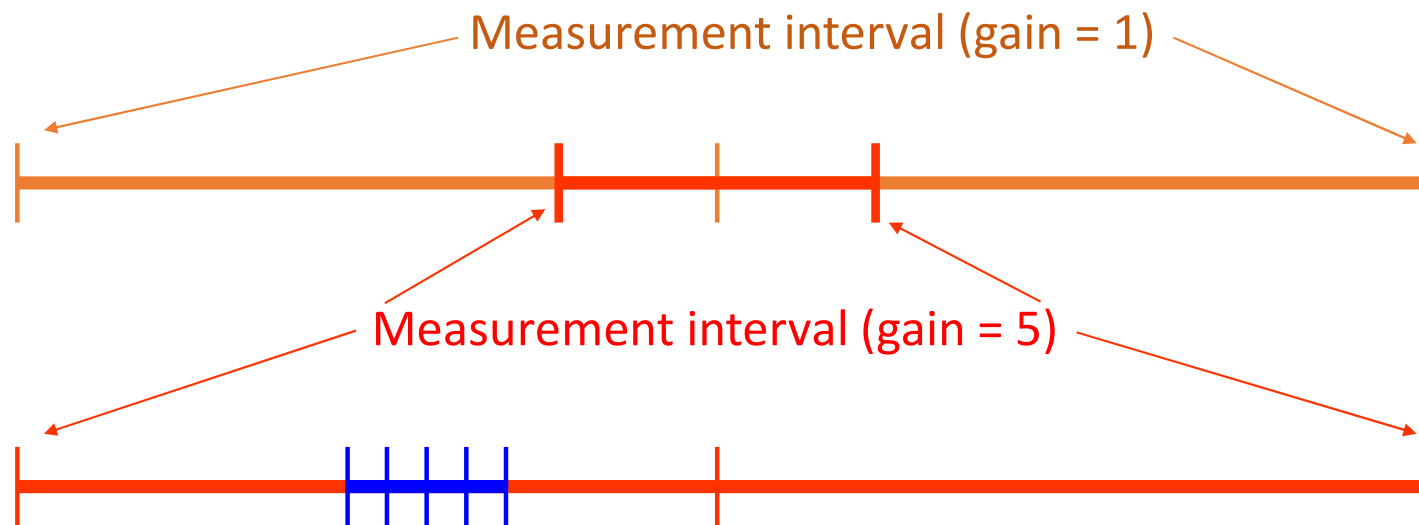 Measurement interval (gain = 1)
Measurement interval (gain = 5)